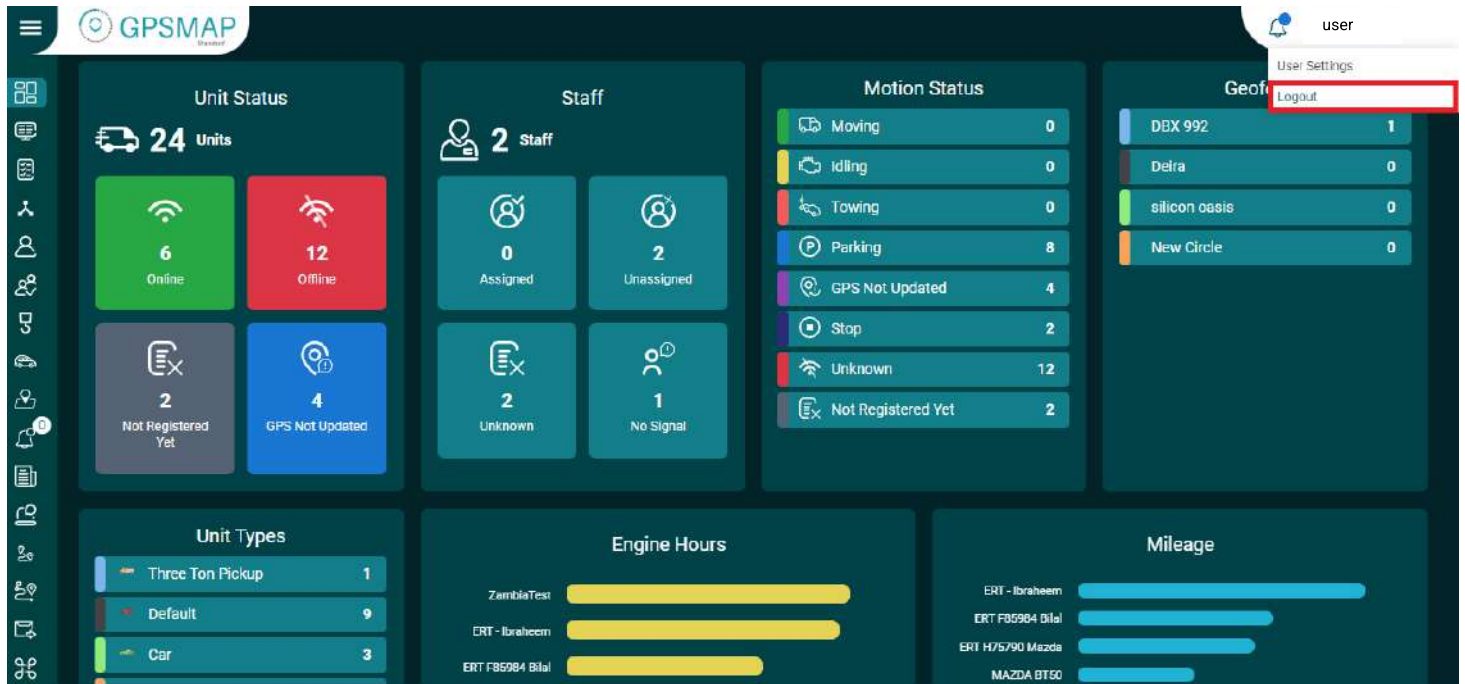 GPSMAP
user
User Settings
Logout
Unit Status
24 Units
6
Online
12
Offline
2
Not Registered
Yet
4
GPS Not Updated
Staff
2 Staff
0
Assigned
2
Unassigned
2
Unknown
1
No Signal
Motion Status
Moving 0
Idling 0
Towing 0
Parking 8
GPS Not Updated 4
Stop 2
Unknown 12
Not Registered Yet 2
DBX 992 1
Deira 0
silicon oasis 0
New Circle 0
0
Unit Types
Three Ton Pickup 1
Default 9
Car 3
Engine Hours
ZambiaTest
ERT - Ibraheem
ERT F85984 Bilal
Mileage
ERT - Ibraheem
ERT F85984 Bilal
ERT H75790 Mazda
MAZDA BT50